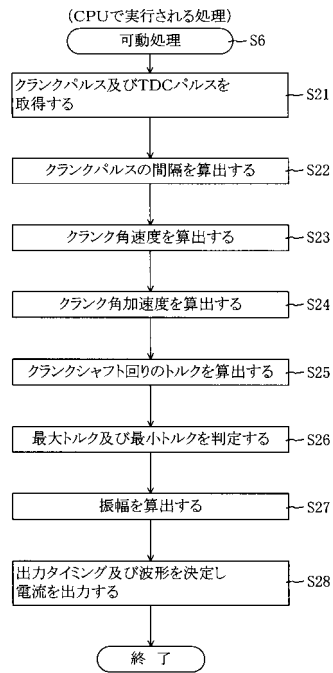 (CPUで実行される処理)
可動処理 S6
クランクパルス及びTDCパルスを
取得する S21
クランクパルスの間隔を算出する S22
クランク角速度を算出する S23
クランク角加速度を算出する S24
クランクシャフト回りのトルクを算出する S25
最大トルク及び最小トルクを判定する S26
振幅を算出する S27
出力タイミング及び波形を決定し
電流を出力する S28
終了